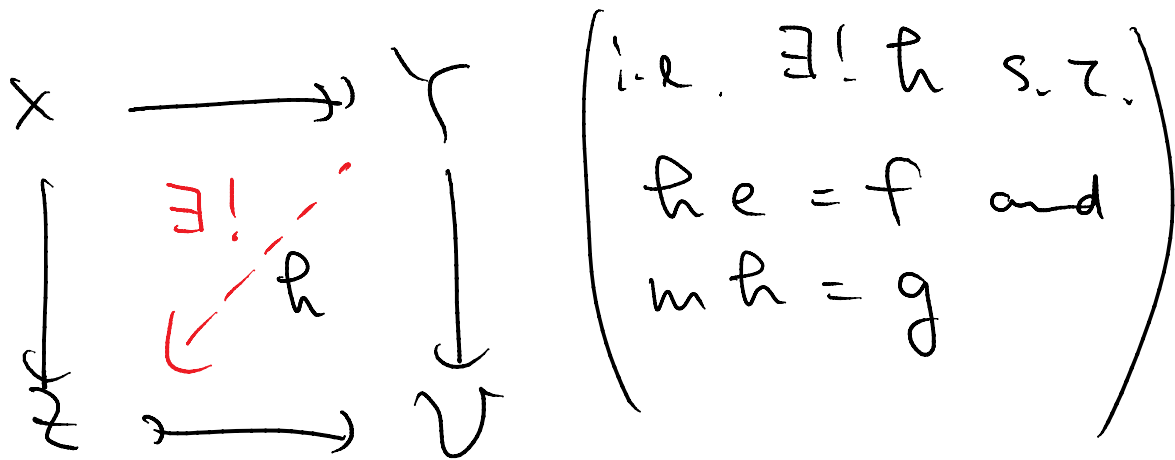 X Y
∃!
h
Z U
(i.e. ∃! h s.t.
he = f and
mh = g)